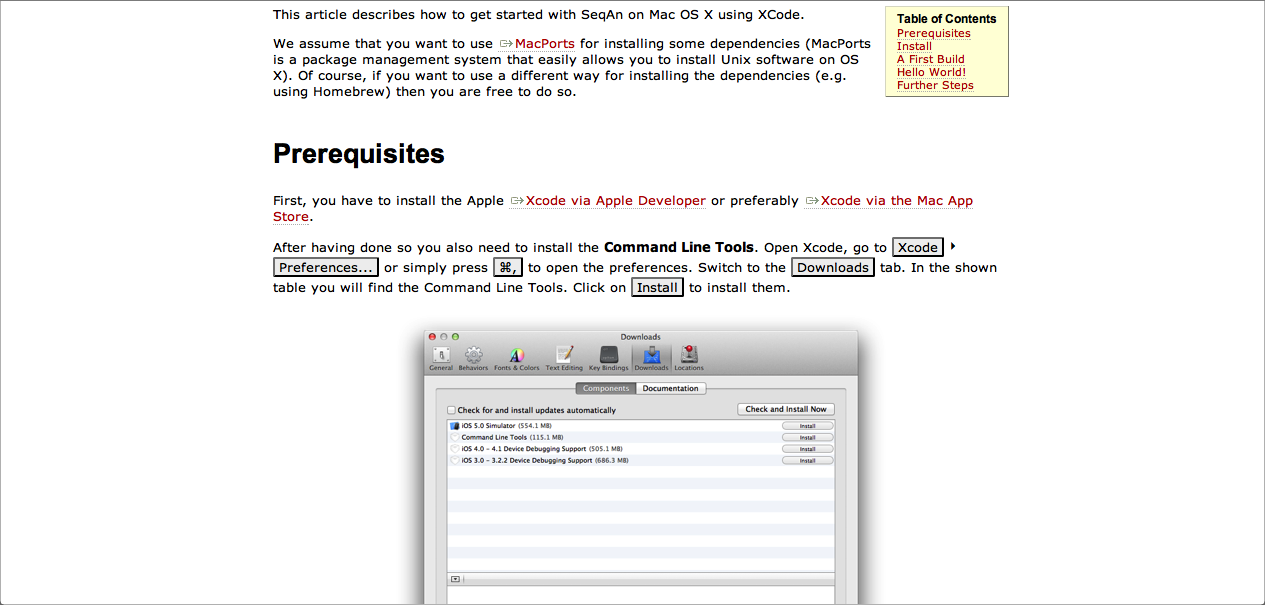 This article describes how to get started with SeqAn on Mac OS X using XCode.
We assume that you want to use MacPorts for installing some dependencies (MacPorts
is a package management system that easily allows you to install Unix software on OS
X). Of course, if you want to use a different way for installing the dependencies (e.g.
using Homebrew) then you are free to do so.
Table of Contents
Prerequisites
Install
A First Build
Hello World!
Further Steps
Prerequisites
First, you have to install the Apple Xcode via Apple Developer or preferably Xcode via the Mac App
Store.
After having done so you also need to install the Command Line Tools. Open Xcode, go to Xcode ‣
Preferences... or simply press ⌘, to open the preferences. Switch to the Downloads tab. In the shown
table you will find the Command Line Tools. Click on Install to install them.
Downloads
General Behaviors Fonts & Colors Text Editing Key Bindings Downloads Locations
Components Documentation
Check for and install updates automatically Check and Install Now
iOS 5.0 Simulator (554.1 MB) Install
Command Line Tools (115.1 MB) Install
iOS 4.0 - 4.1 Device Debugging Support (505.1 MB) Install
iOS 3.0 - 3.2.2 Device Debugging Support (686.3 MB) Install